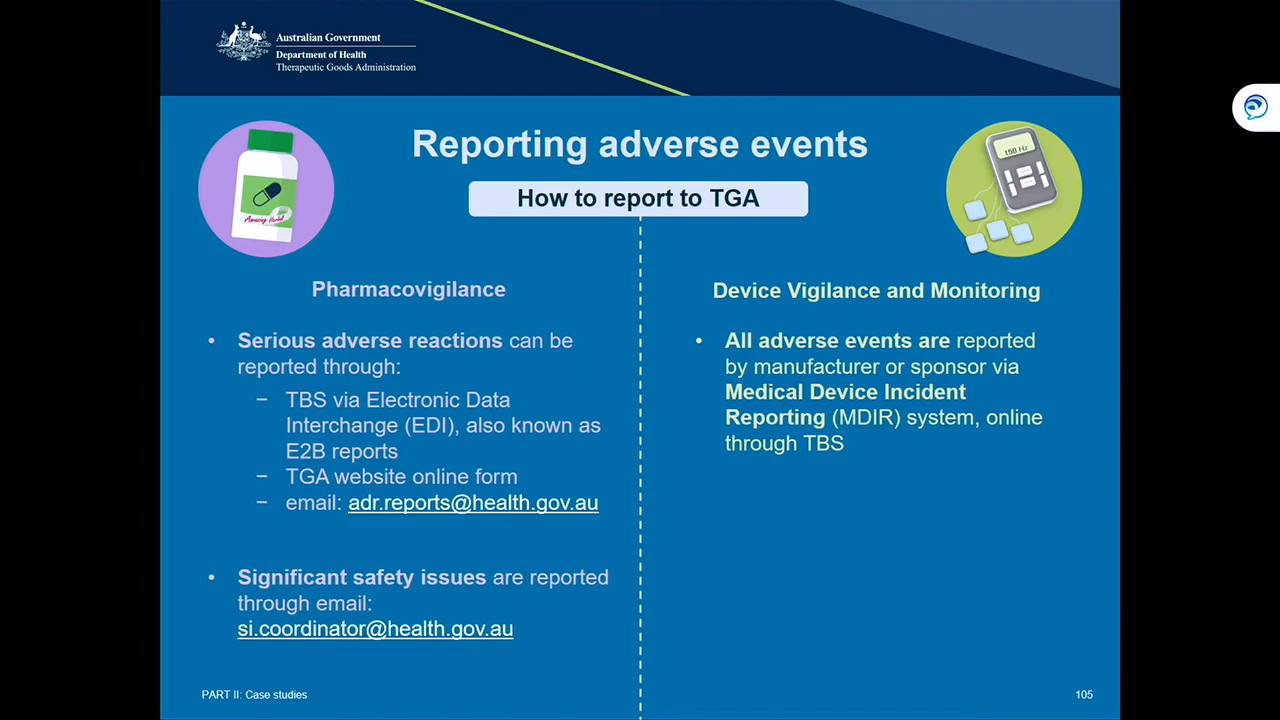 Australian Government
Department of Health
Therapeutic Goods Administration
Reporting adverse events
How to report to TGA
Amazing Herbal
150 Hz
Pharmacovigilance
• Serious adverse reactions can be
reported through:
− TBS via Electronic Data
Interchange (EDI), also known as
E2B reports
− TGA website online form
− email: adr.reports@health.gov.au
• Significant safety issues are reported
through email:
si.coordinator@health.gov.au
Device Vigilance and Monitoring
• All adverse events are reported
by manufacturer or sponsor via
Medical Device Incident
Reporting (MDIR) system, online
through TBS
PART II: Case studies
105